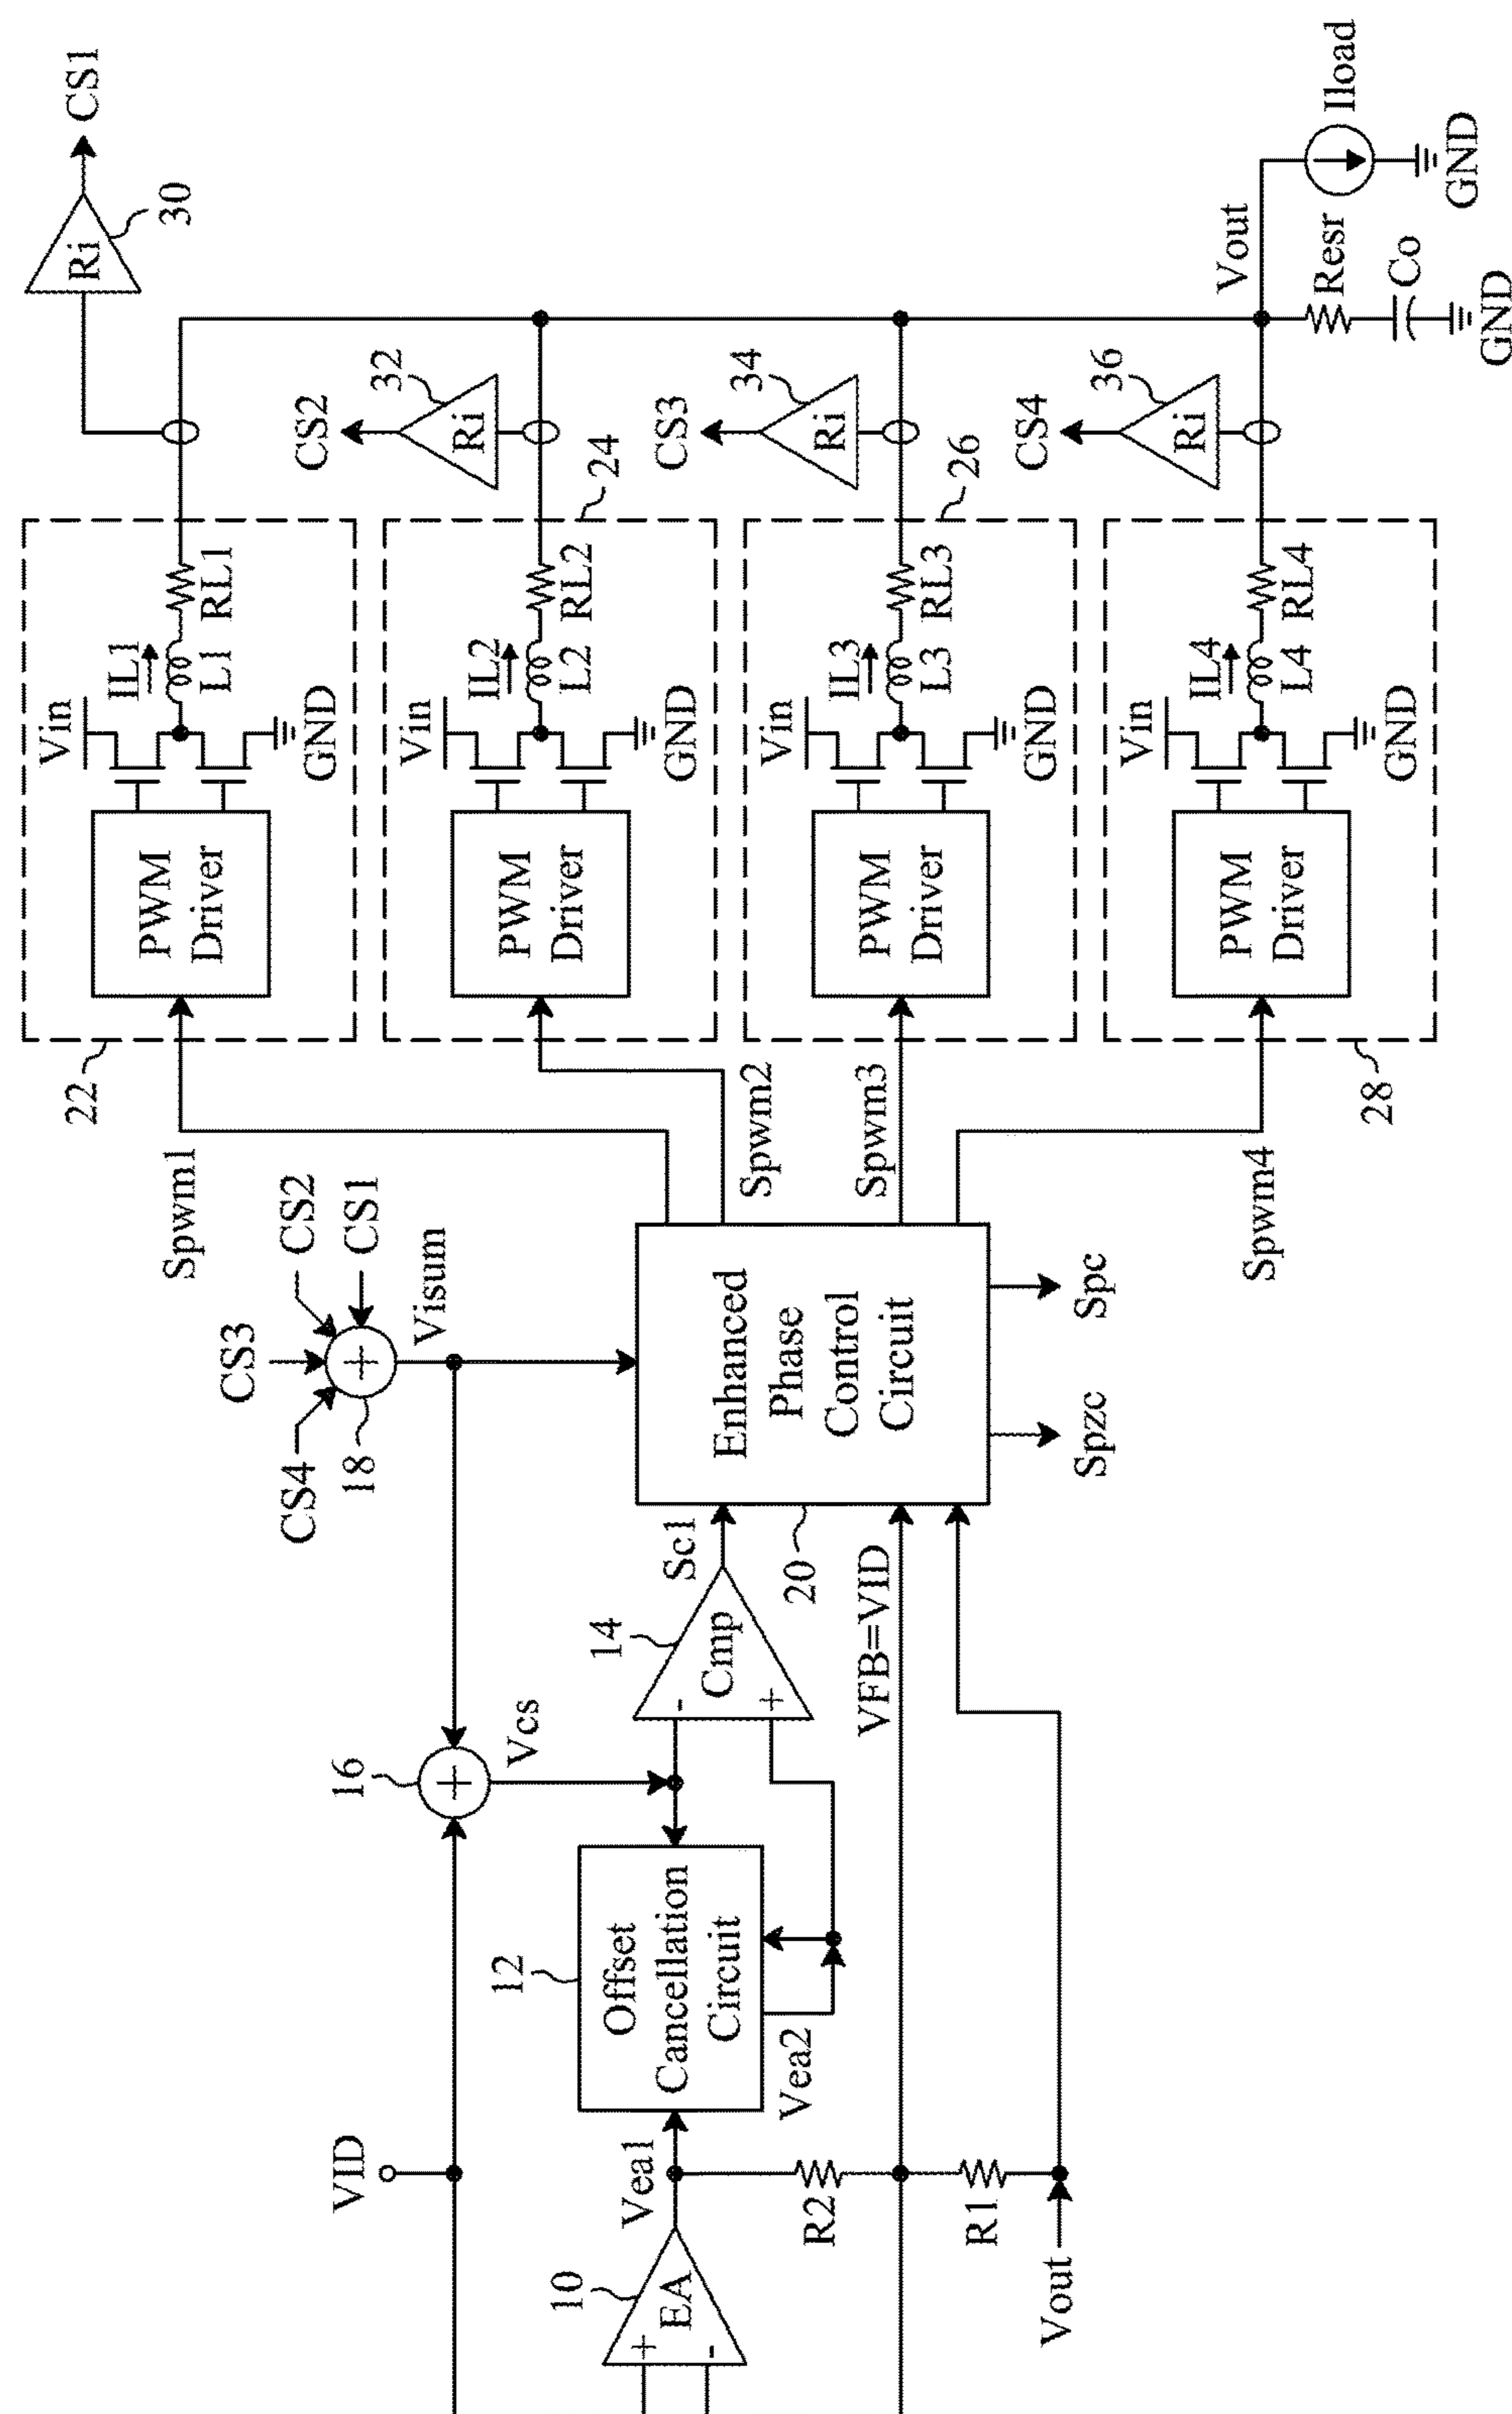 VID
10
EA
+
-
Vea1
R2
R1
Vout
12
Offset
Cancellation
Circuit
Vea2
16
+
Vcs
14
Cmp
-
+
Sc1
VFB=VID
20
CS4
CS3
CS2
CS1
18
+
Visum
Enhanced
Phase
Control
Circuit
Spzc
Spc
Spwm1
Spwm2
Spwm3
Spwm4
22
PWM
Driver
Vin
GND
IL1
L1
RL1
24
PWM
Driver
Vin
GND
IL2
L2
RL2
26
PWM
Driver
Vin
GND
IL3
L3
RL3
28
PWM
Driver
Vin
GND
IL4
L4
RL4
Ri
30
CS1
CS2
Ri
32
CS3
Ri
34
CS4
Ri
36
Vout
Resr
Co
GND
Iload
GND